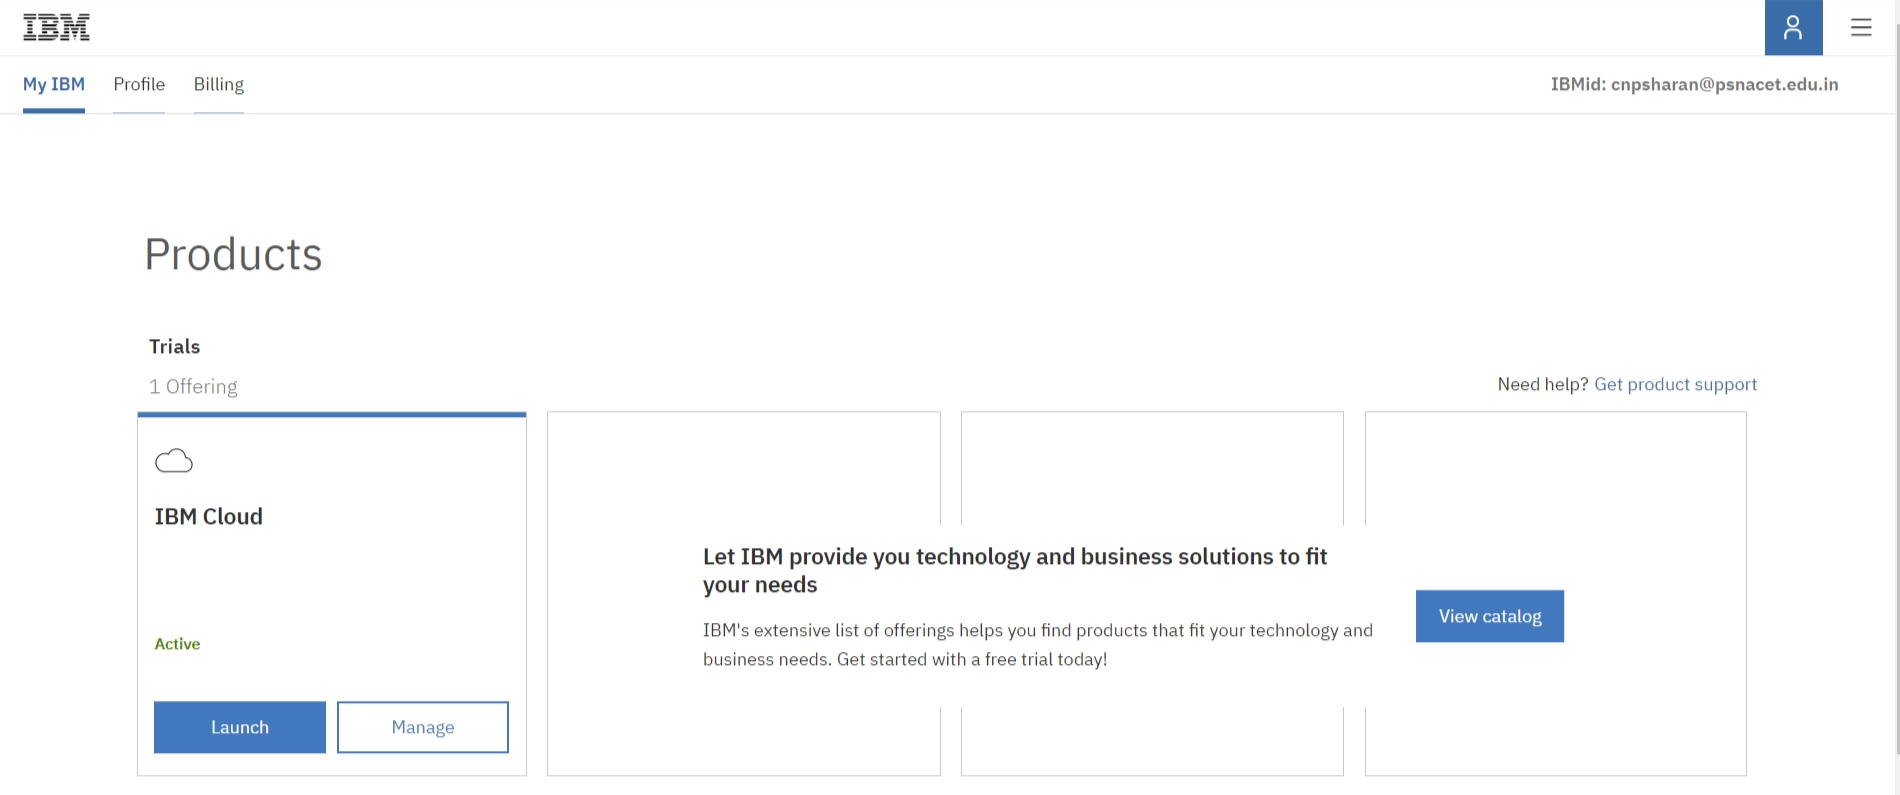 IBM
My IBM Profile Billing
IBMid: cnpsharan@psnacet.edu.in
Products
Trials
1 Offering
Need help? Get product support
IBM Cloud
Active
Launch Manage
Let IBM provide you technology and business solutions to fit
your needs
IBM's extensive list of offerings helps you find products that fit your technology and
business needs. Get started with a free trial today!
View catalog